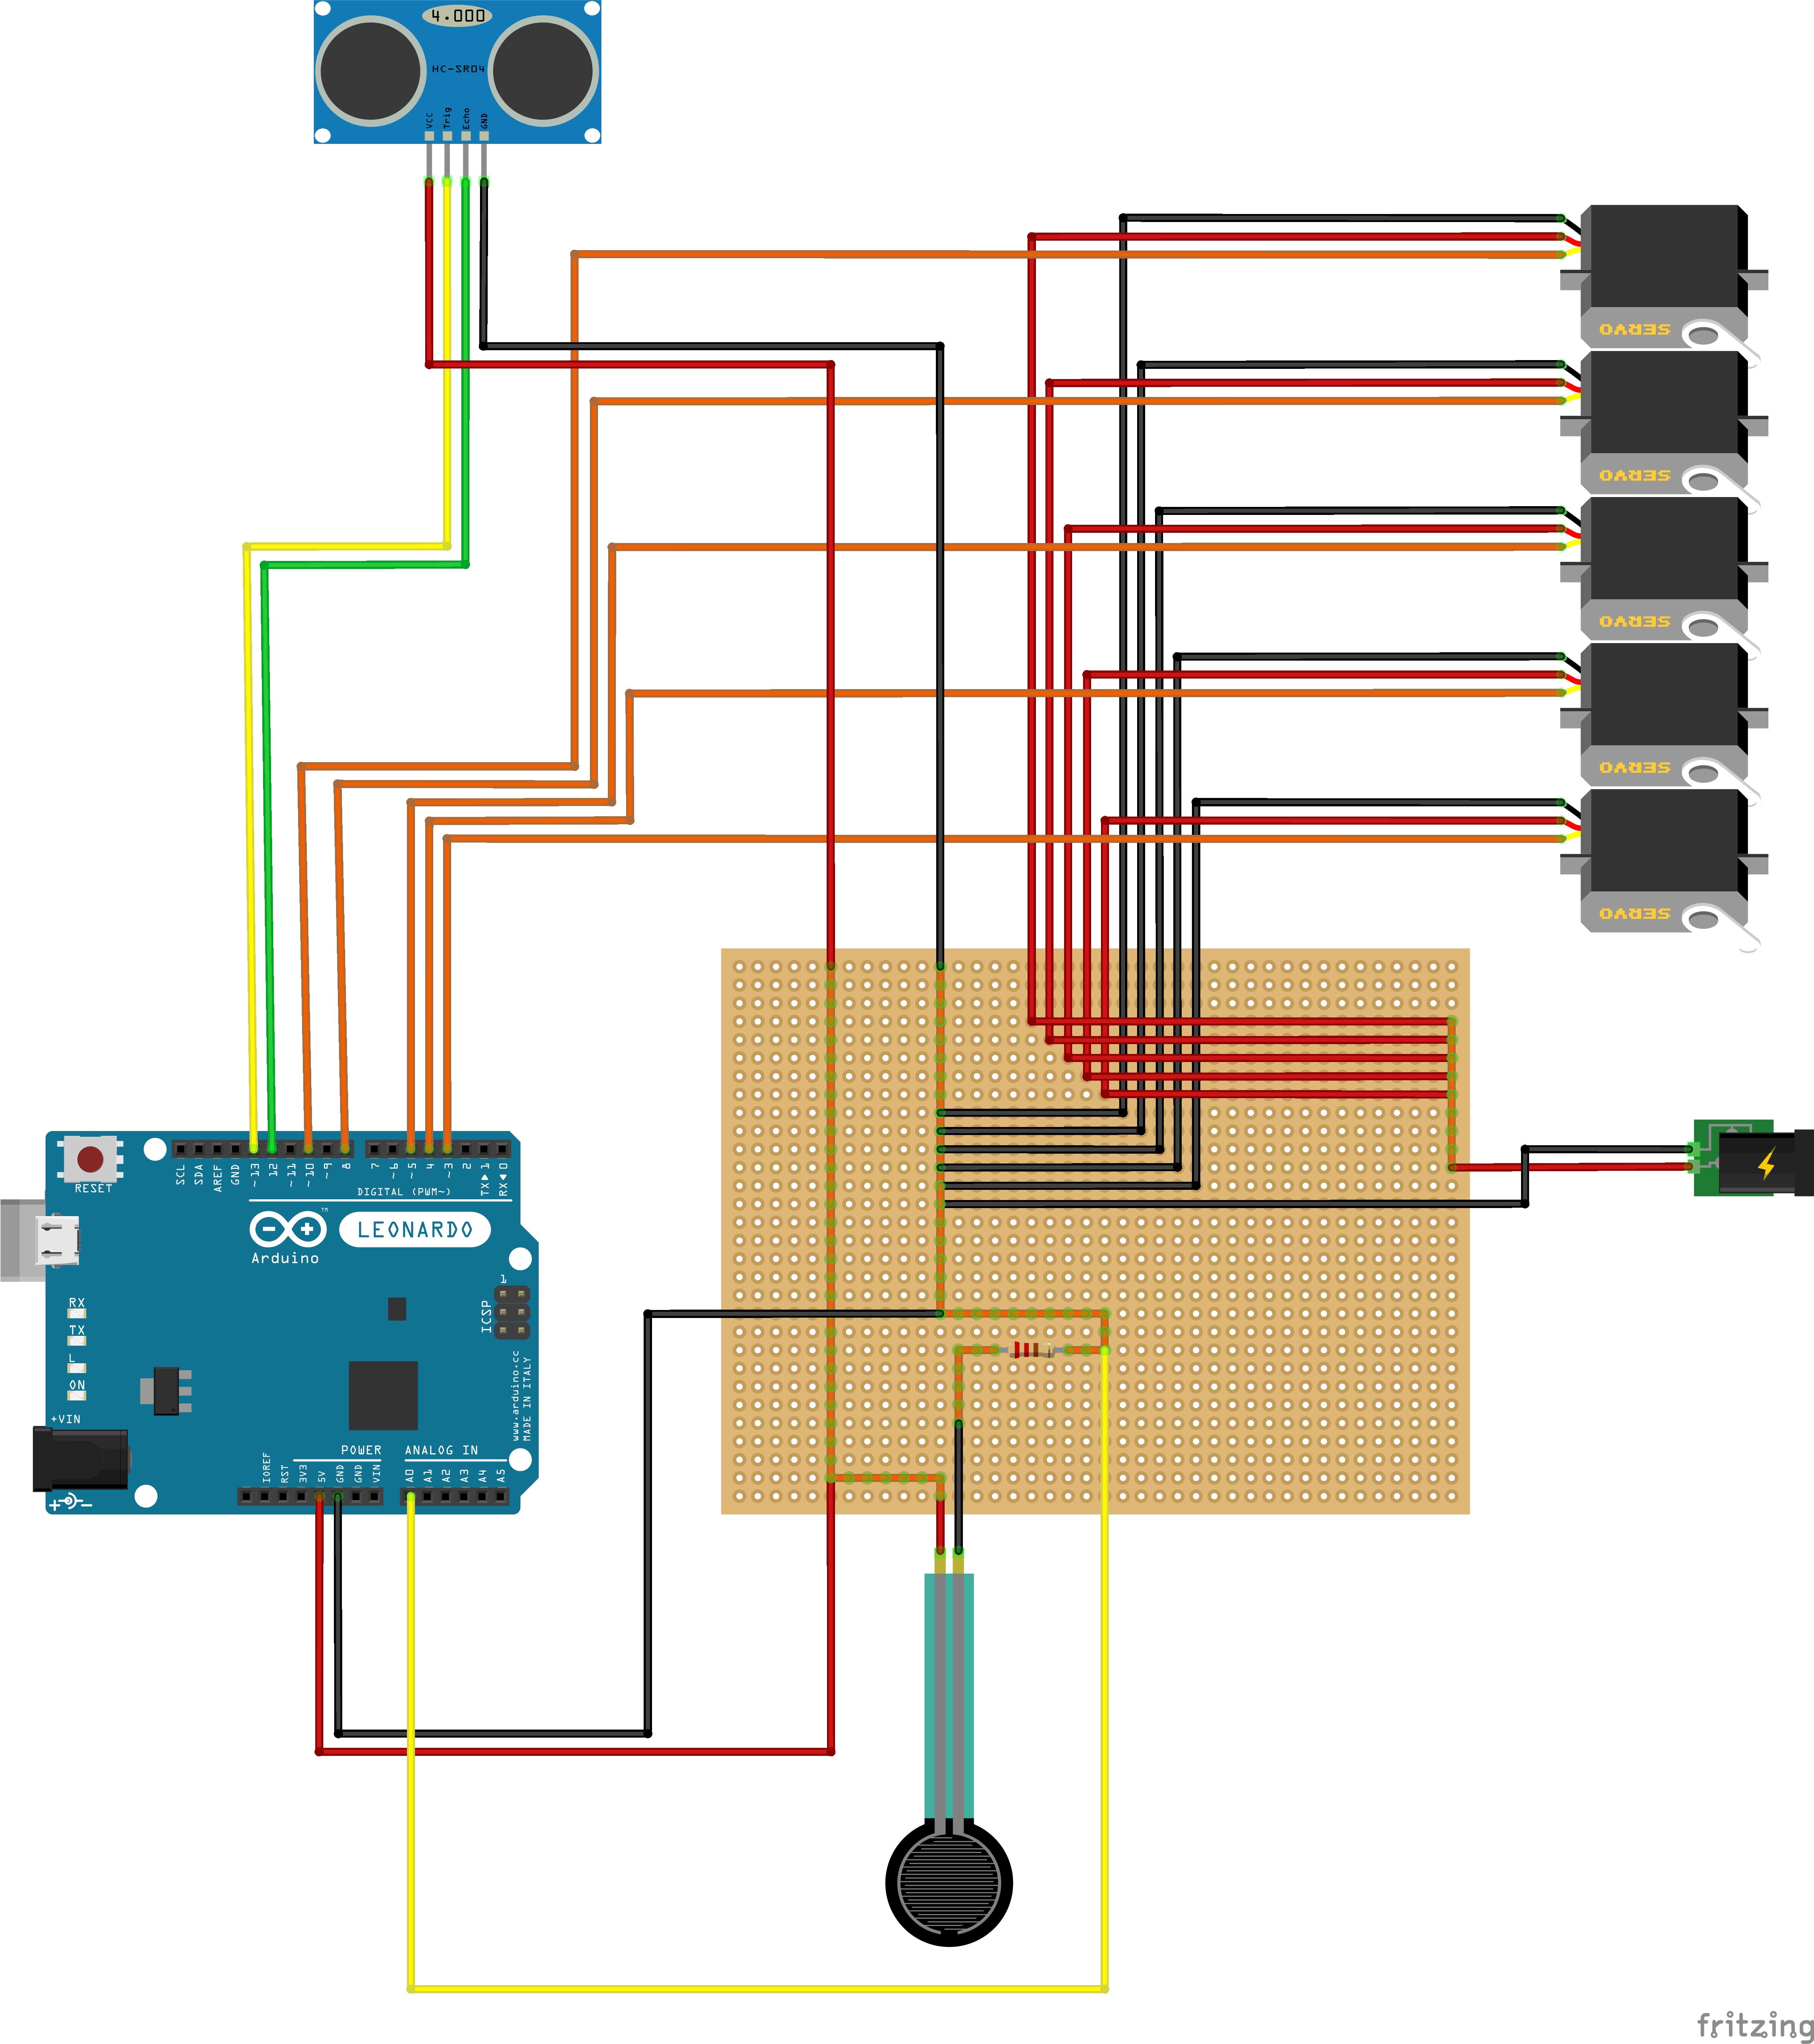 4.000
HC-SR04
VCC
Trig
Echo
GND
SERVO
SERVO
SERVO
SERVO
SERVO
SCL
SDA
AREF
GND
~13
12
~11
~10
~9
8
7
~6
~5
4
~3
2
TX▶1
RX◀0
RESET
DIGITAL (PWM~)
TM
LEONARDO
Arduino
1
ICSP
RX
TX
L
ON
www.arduino.cc
MADE IN ITALY
+VIN
POWER
ANALOG IN
IOREF
RST
3V3
5V
GND
GND
VIN
A0
A1
A2
A3
A4
A5
+ -
fritzing